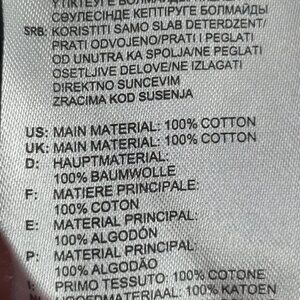 СӘУЛЕСІНДЕ КЕПТІРУГЕ БОЛМАЙДЫ
SRB: KORISTITI SAMO SLAB DETERDZENT/
PRATI ODVOJENO/PRATI I PEGLATI
OD UNUTRA KA SPOLJA/NE PEGLATI
OSETLJIVE DELOVE/NE IZLAGATI
DIREKTNO SUNCEVIM
ZRACIMA KOD SUSENJA
US: MAIN MATERIAL: 100% COTTON
UK: MAIN MATERIAL: 100% COTTON
D: HAUPTMATERIAL:
100% BAUMWOLLE
F: MATIERE PRINCIPALE:
100% COTON
E: MATERIAL PRINCIPAL:
100% ALGODÓN
P: MATERIAL PRINCIPAL:
100% ALGODÃO
I: PRIMO TESSUTO: 100% COTONE
100% KATOEN